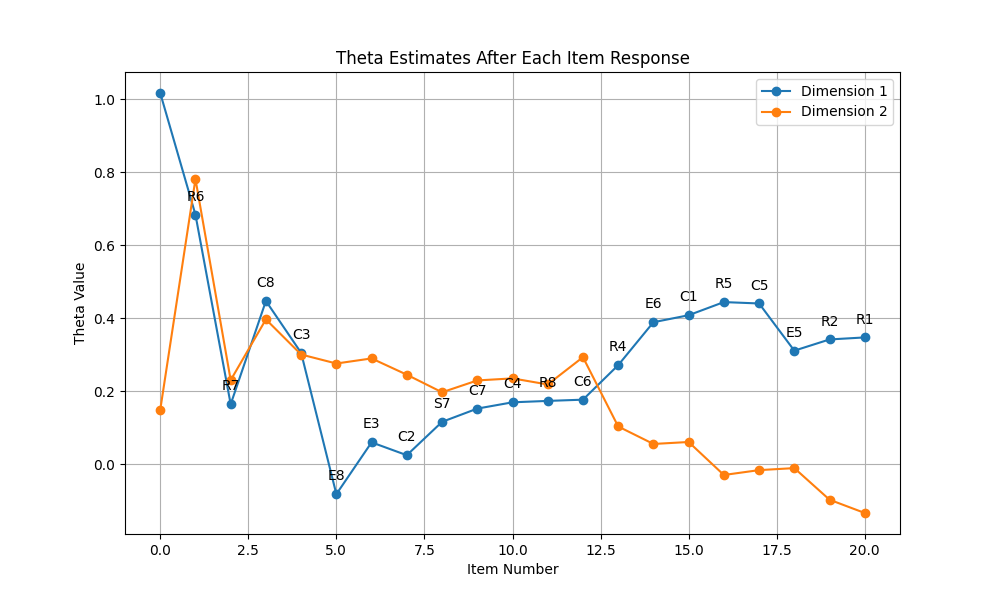 Theta Estimates After Each Item Response
Dimension 1
Dimension 2
Theta Value
1.0
0.8
0.6
0.4
0.2
0.0
R6
R7
C8
C3
E8
E3
C2
S7
C7
C4
R8
C6
R4
E6
C1
R5
C5
E5
R2
R1
0.0 2.5 5.0 7.5 10.0 12.5 15.0 17.5 20.0
Item Number